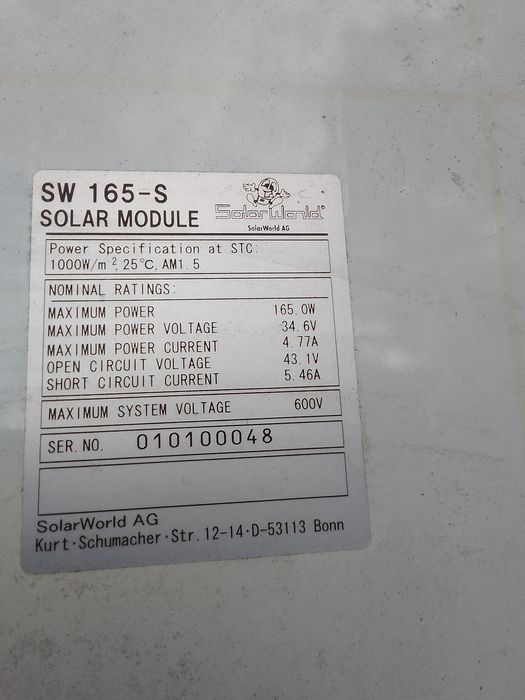 SW 165-S
SOLAR MODULE
SolarWorld®
SolarWorld AG
Power Specification at STC:
1000W/m², 25℃, AM1.5
NOMINAL RATINGS:
MAXIMUM POWER 165.0W
MAXIMUM POWER VOLTAGE 34.6V
MAXIMUM POWER CURRENT 4.77A
OPEN CIRCUIT VOLTAGE 43.1V
SHORT CIRCUIT CURRENT 5.46A
MAXIMUM SYSTEM VOLTAGE 600V
SER. NO. 010100048
SolarWorld AG
Kurt·Schumacher·Str. 12-14·D-53113 Bonn